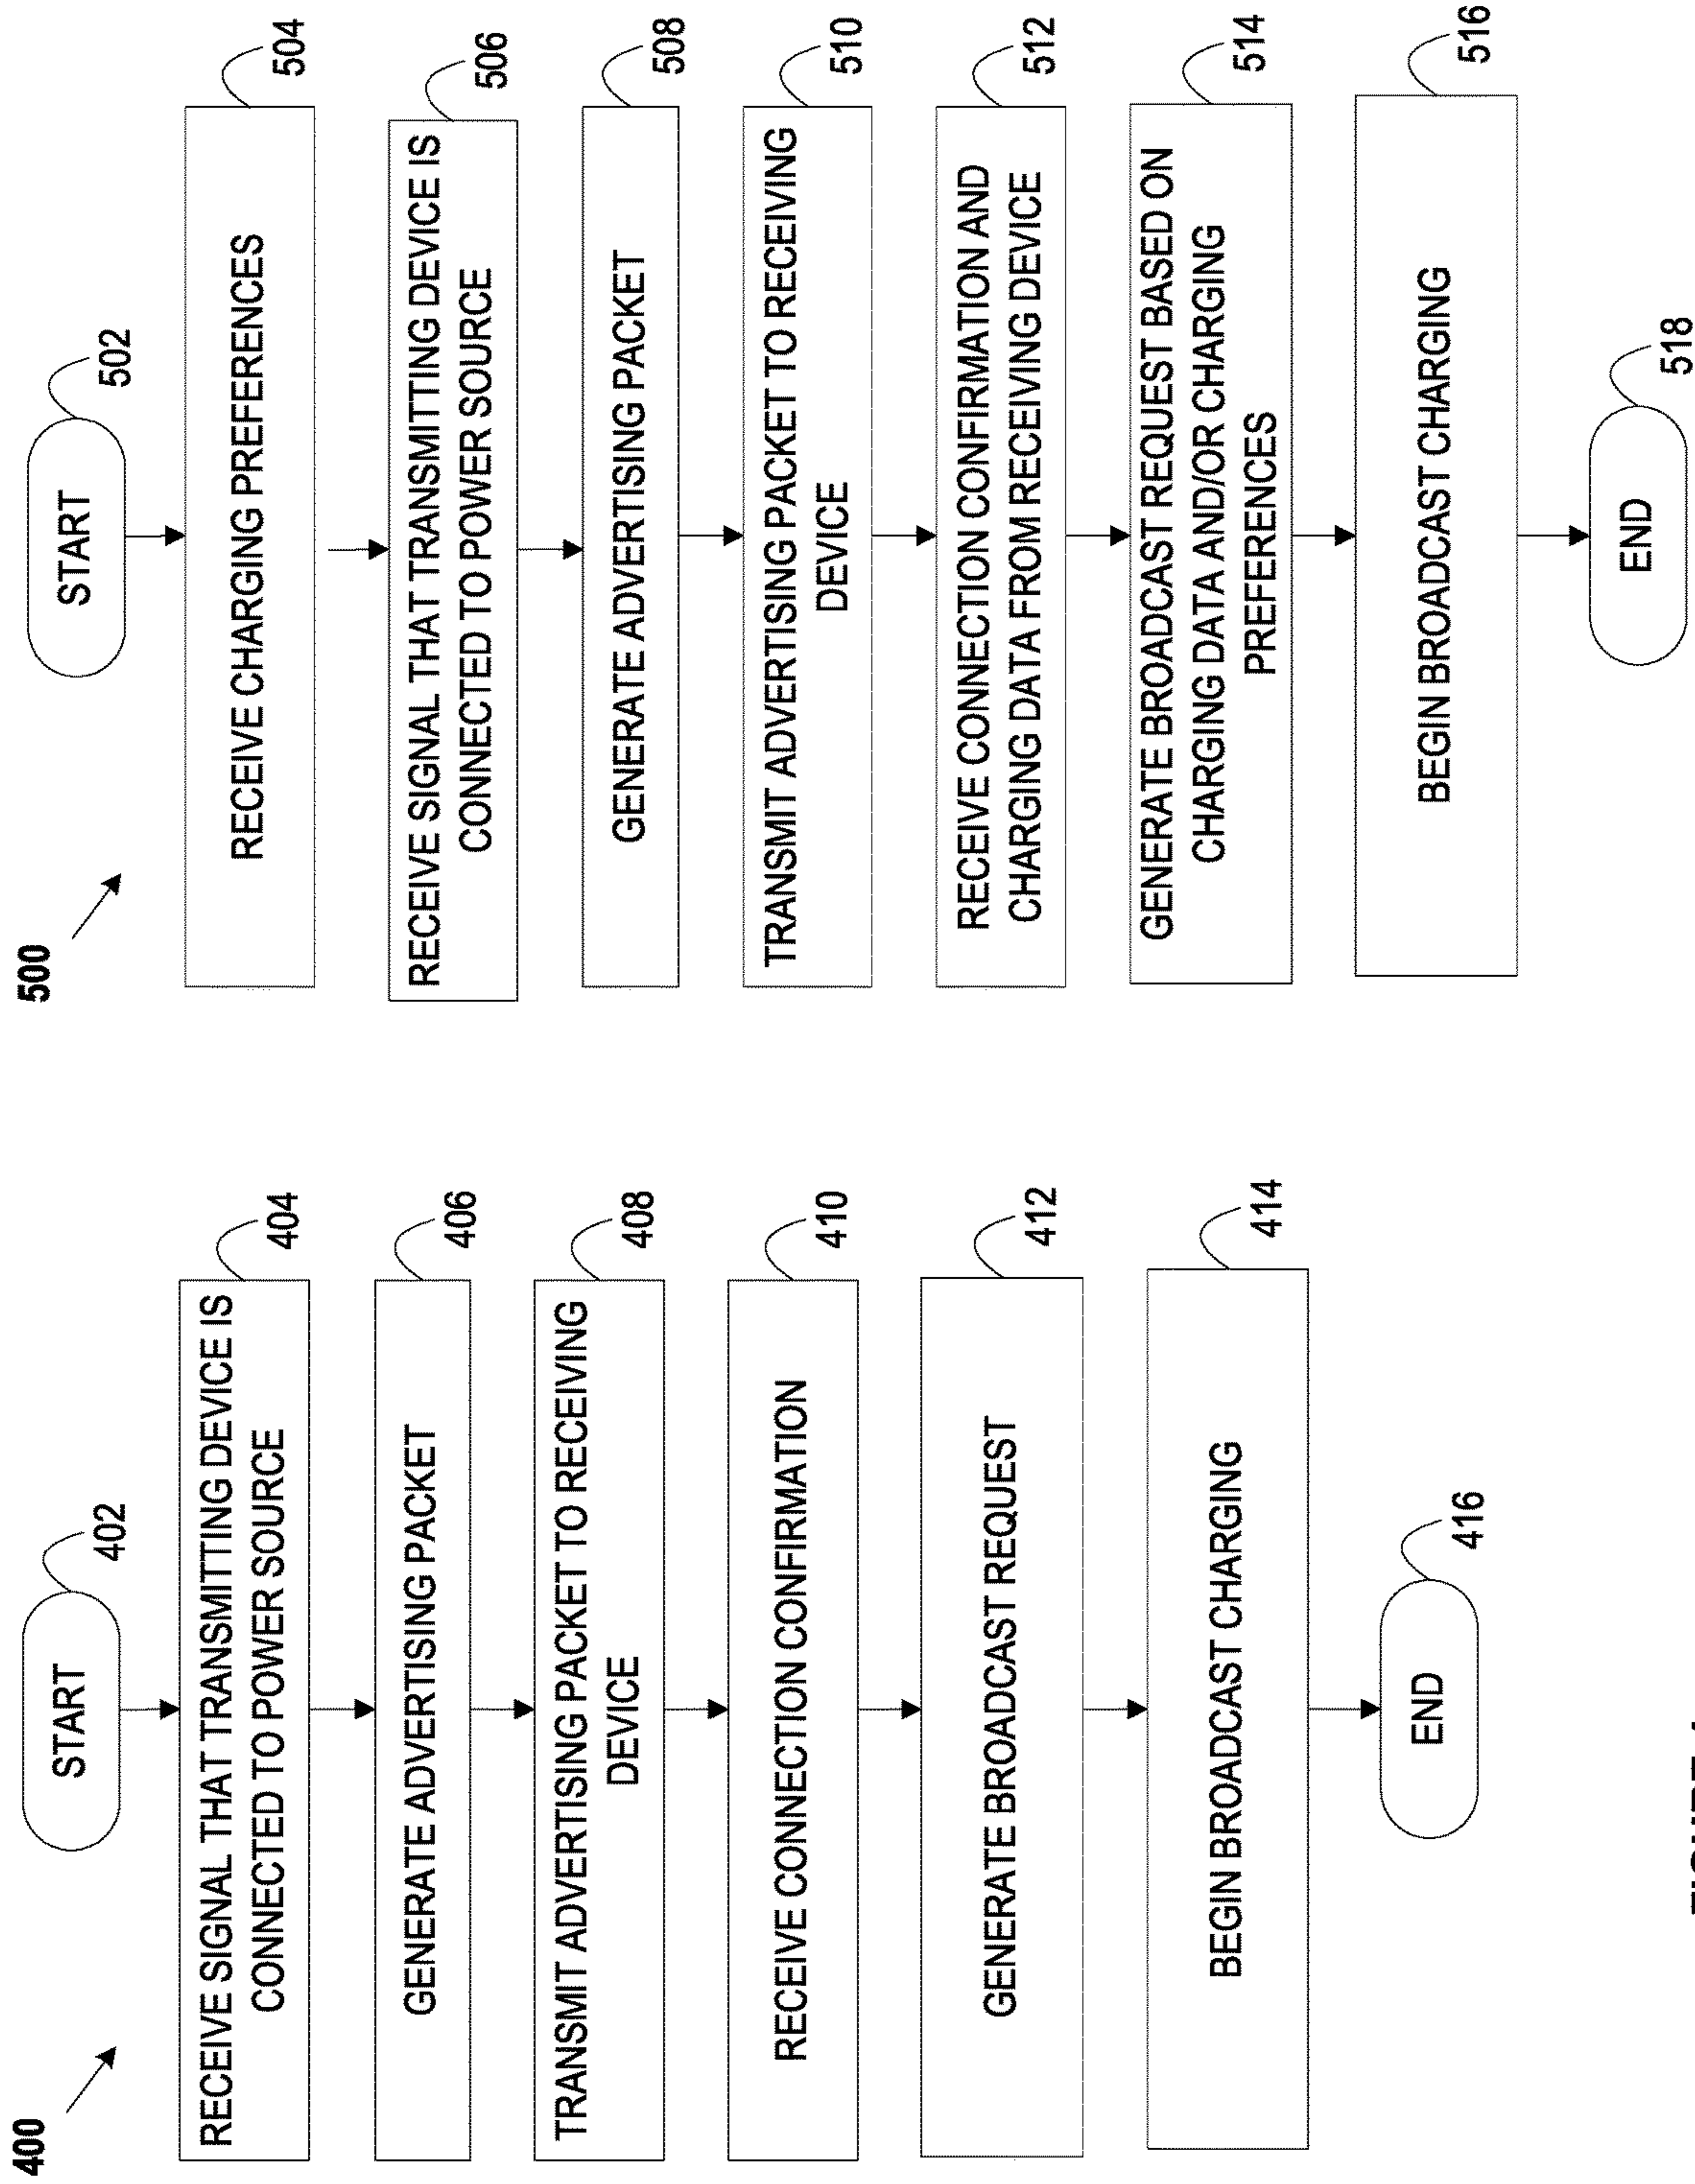 400
START
402
RECEIVE SIGNAL THAT TRANSMITTING DEVICE IS
CONNECTED TO POWER SOURCE
404
GENERATE ADVERTISING PACKET
406
TRANSMIT ADVERTISING PACKET TO RECEIVING
DEVICE
408
RECEIVE CONNECTION CONFIRMATION
410
GENERATE BROADCAST REQUEST
412
BEGIN BROADCAST CHARGING
414
END
416
500
START
502
RECEIVE CHARGING PREFERENCES
504
RECEIVE SIGNAL THAT TRANSMITTING DEVICE IS
CONNECTED TO POWER SOURCE
506
GENERATE ADVERTISING PACKET
508
TRANSMIT ADVERTISING PACKET TO RECEIVING
DEVICE
510
RECEIVE CONNECTION CONFIRMATION AND
CHARGING DATA FROM RECEIVING DEVICE
512
GENERATE BROADCAST REQUEST BASED ON
CHARGING DATA AND/OR CHARGING
PREFERENCES
514
BEGIN BROADCAST CHARGING
516
END
518